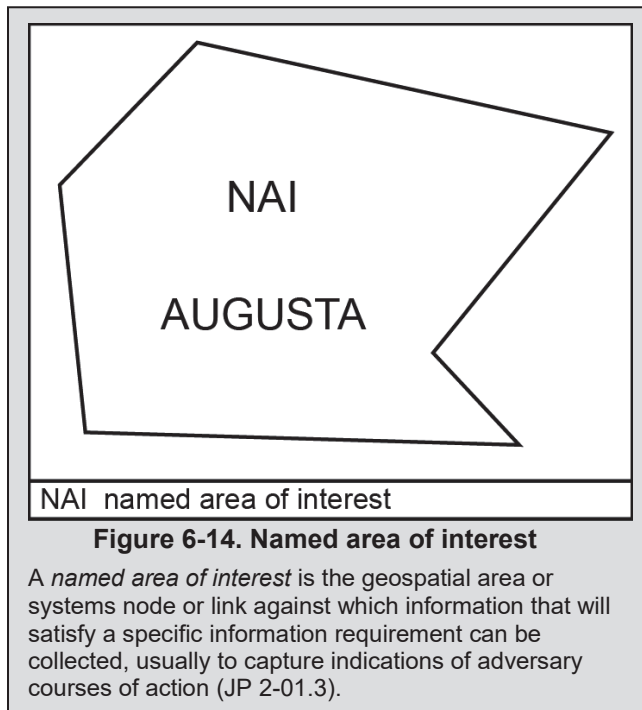 NAI
AUGUSTA
NAI named area of interest
Figure 6-14. Named area of interest
A named area of interest is the geospatial area or
systems node or link against which information that will
satisfy a specific information requirement can be
collected, usually to capture indications of adversary
courses of action (JP 2-01.3).